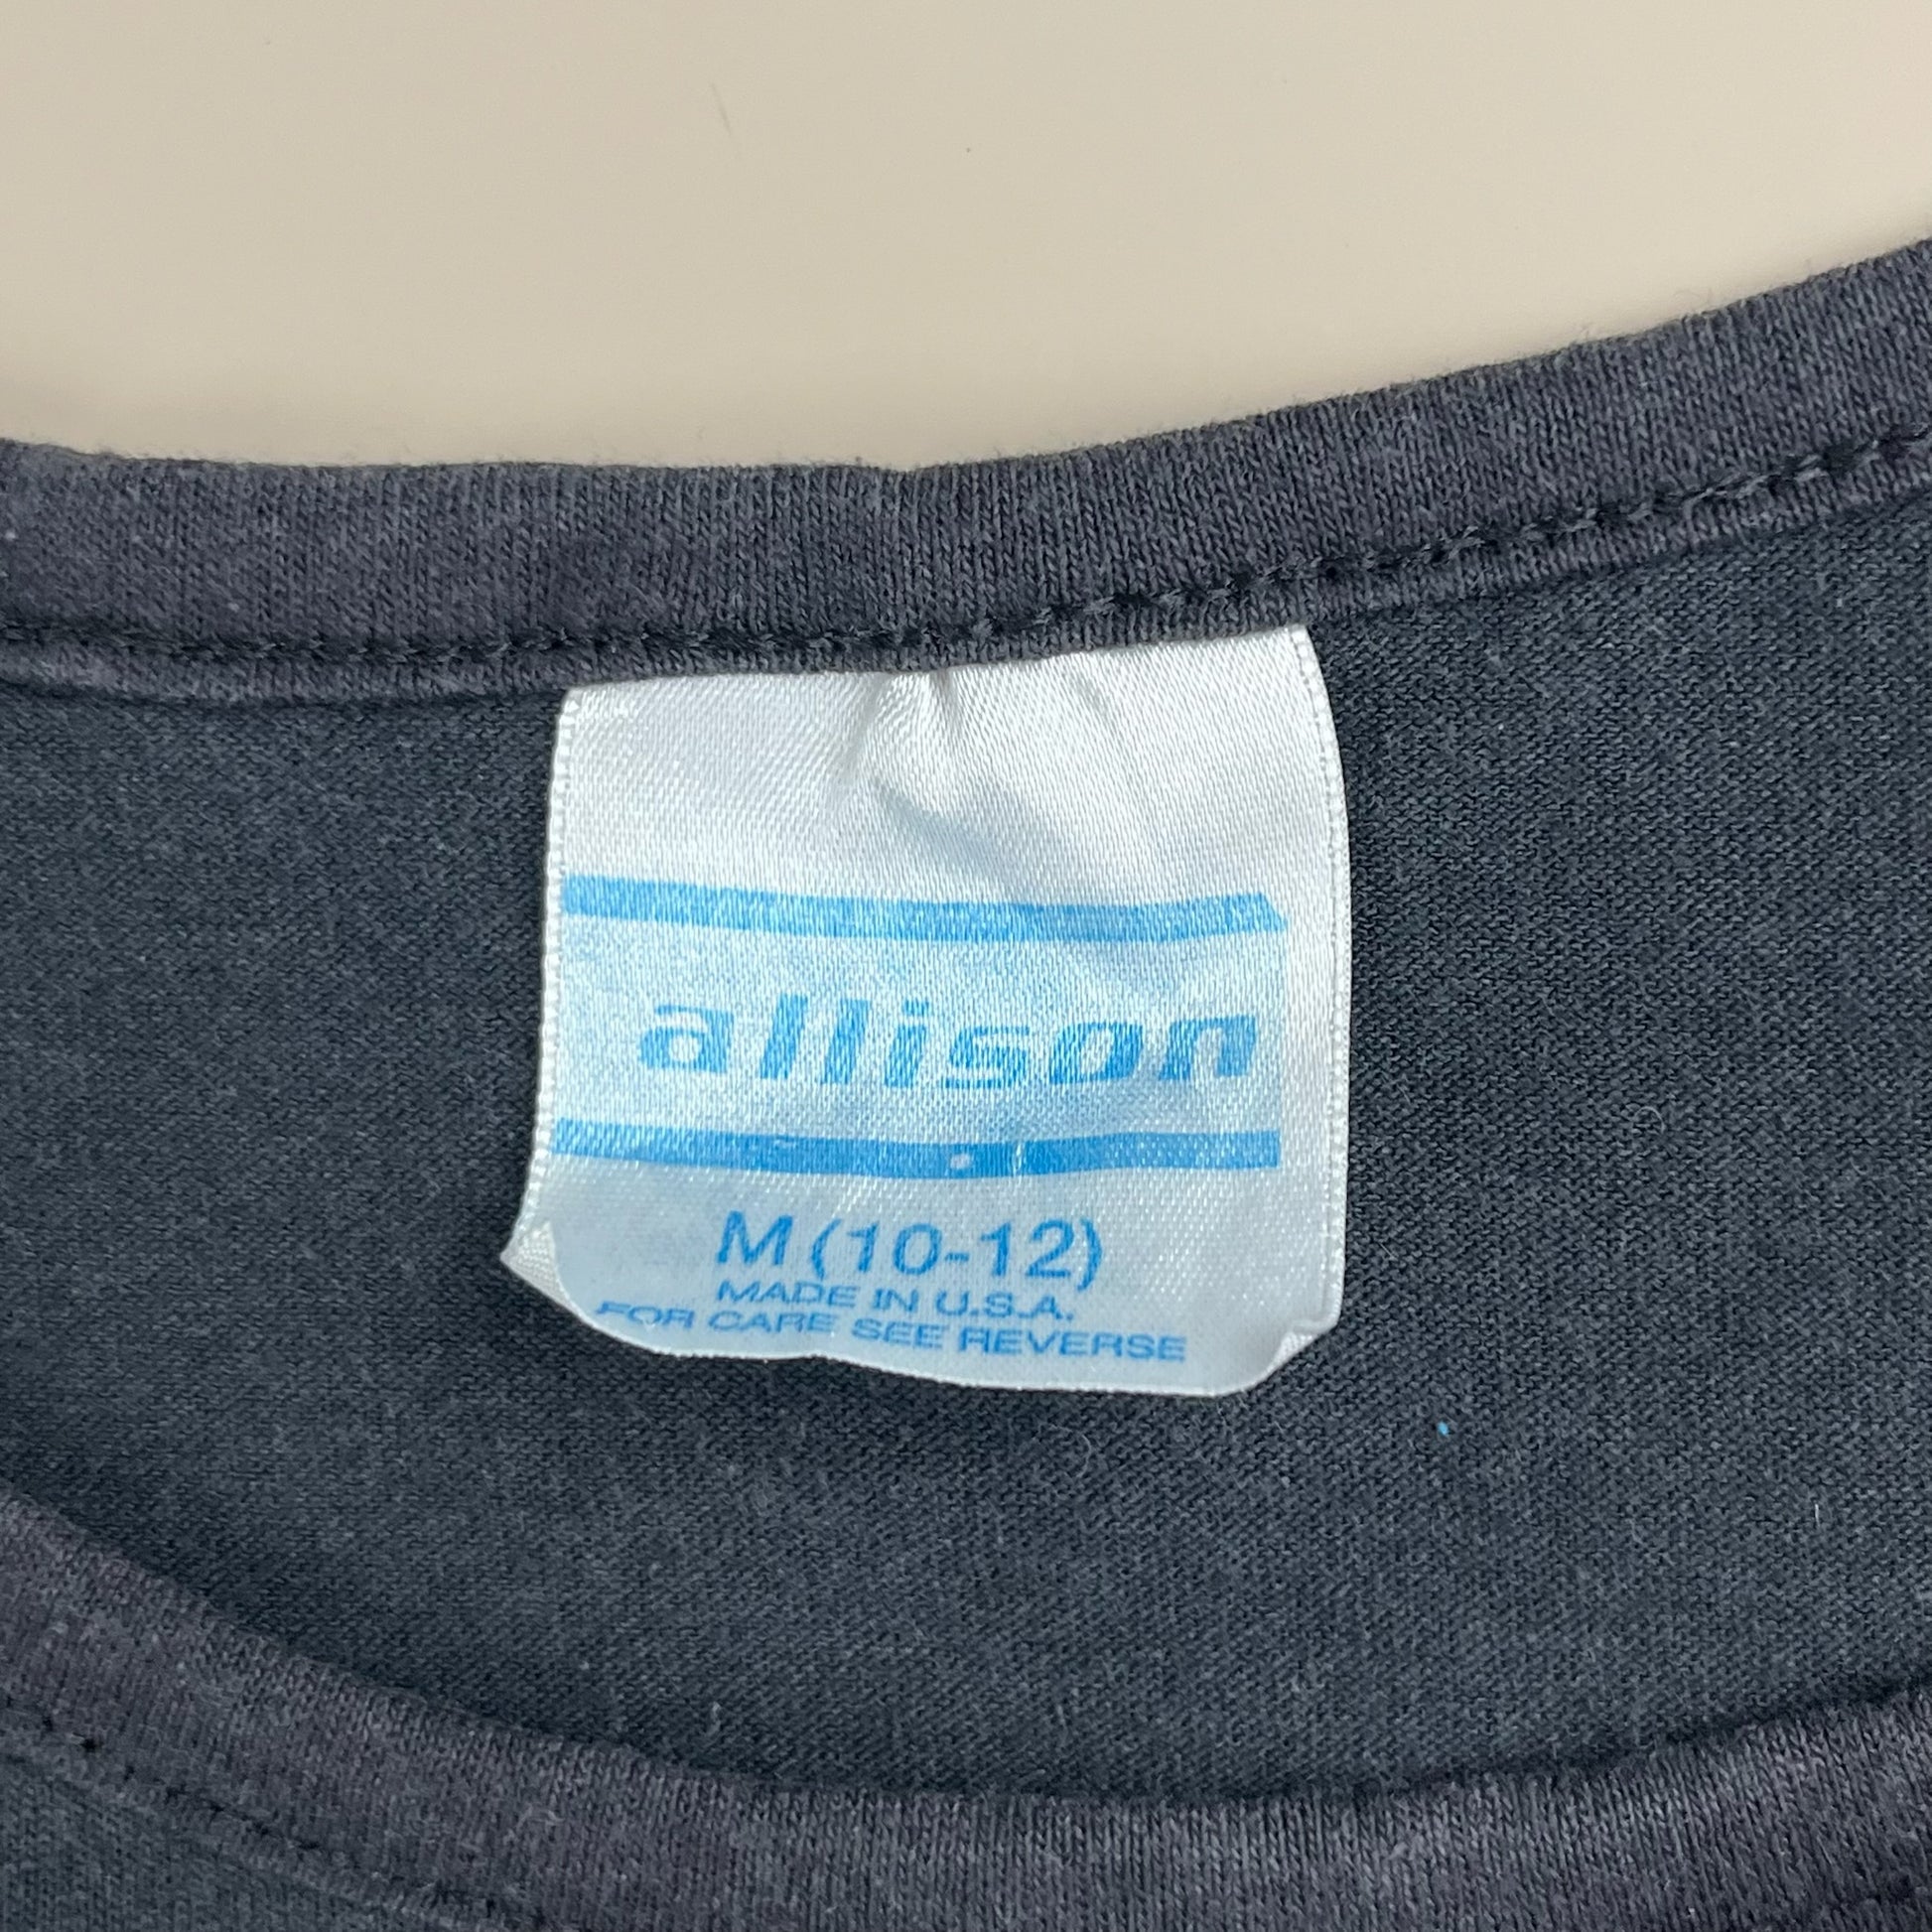 allison
M (10-12)
MADE IN U.S.A.
FOR CARE SEE REVERSE